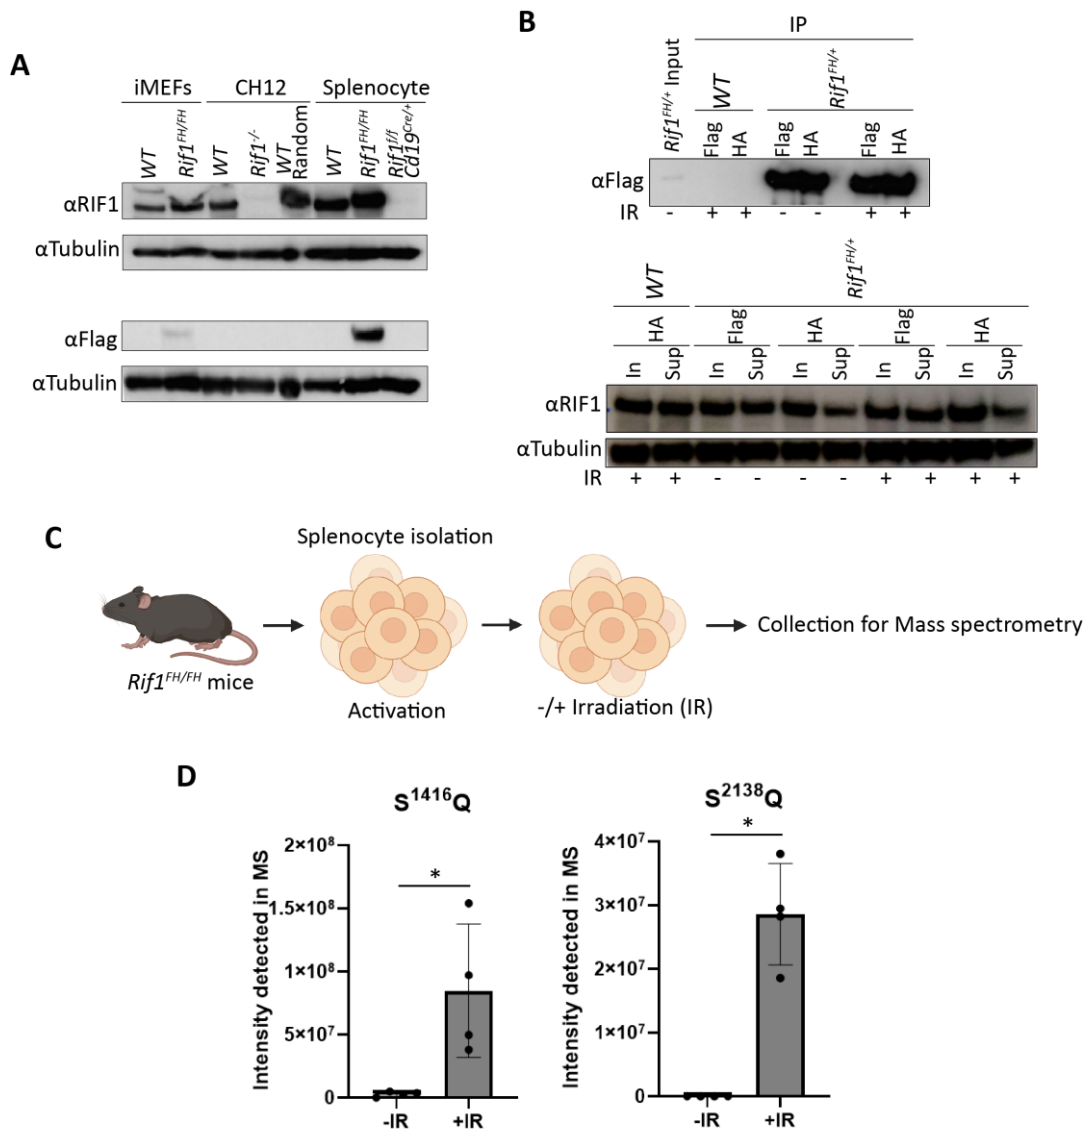 A
iMEFs CH12 Splenocyte
WT Rif1FH/FH WT Rif1-/- WT Random WT Rif1FH/FH Rif1f/f Cd19Cre/+
αRIF1
αTubulin
αFlag
αTubulin
B
IP
Rif1FH/+ Input WT Rif1FH/+
Flag HA Flag HA Flag HA
αFlag
IR - + + - - + +
WT Rif1FH/+
HA Flag HA Flag HA
In Sup In Sup In Sup In Sup In Sup
αRIF1
αTubulin
IR + + - - - - + + + +
C
Splenocyte isolation
Rif1FH/FH mice
Activation
-/+ Irradiation (IR)
Collection for Mass spectrometry
D
S1416Q
Intensity detected in MS
2×10⁸
1.5×10⁸
1×10⁸
5×10⁷
0
*
-IR +IR
S2138Q
Intensity detected in MS
4×10⁷
3×10⁷
2×10⁷
1×10⁷
0
*
-IR +IR